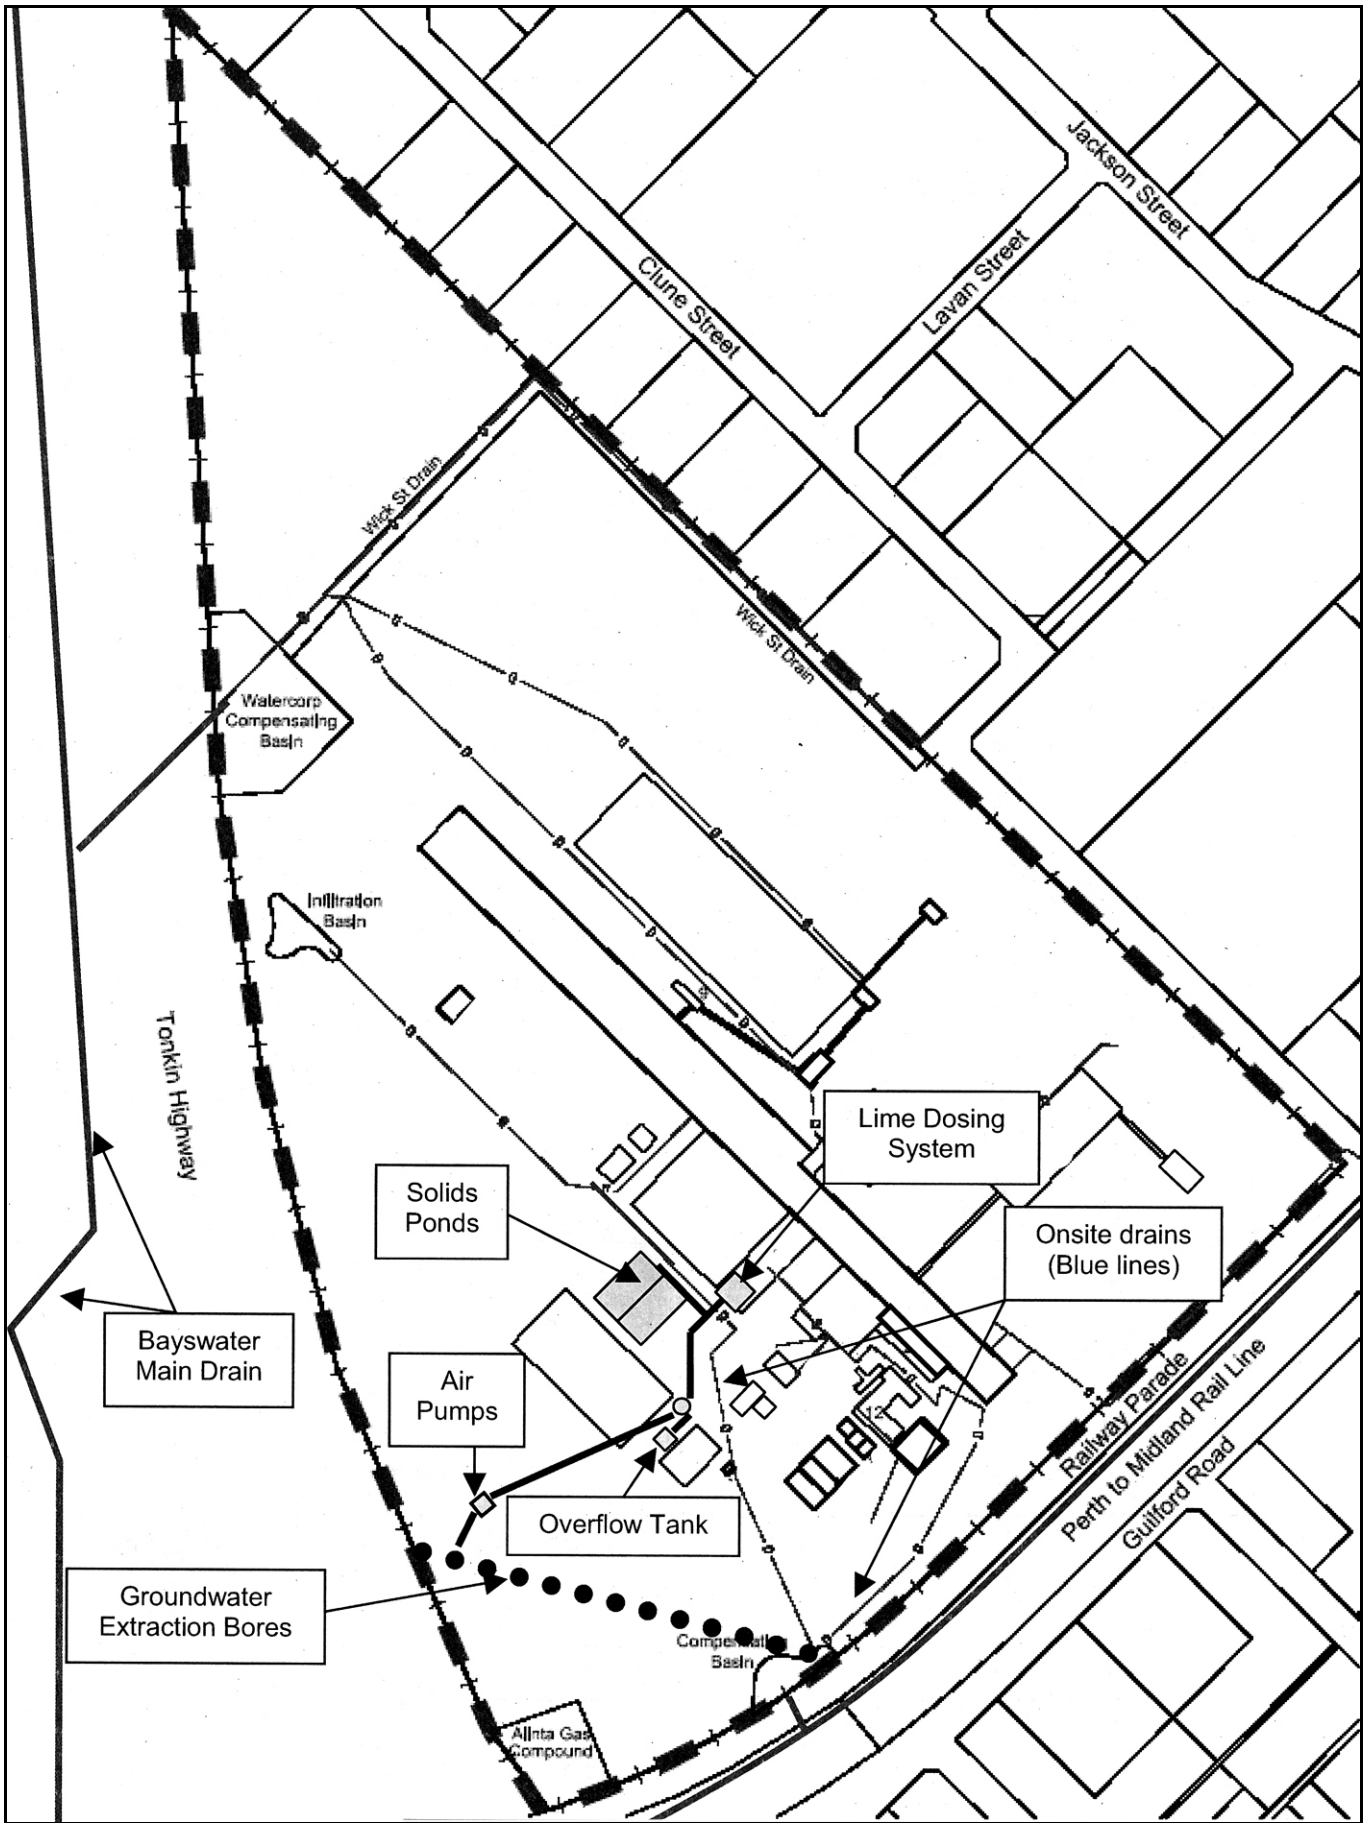 Jackson Street
Lavan Street
Clune Street
Wick St Drain
Wick St Drain
Watercorp
Compensating
Basin
Infiltration
Basin
Tonkin Highway
Lime Dosing
System
Solids
Ponds
Onsite drains
(Blue lines)
Bayswater
Main Drain
Air
Pumps
12
Railway Parade
Perth to Midland Rail Line
Guilford Road
Overflow Tank
Groundwater
Extraction Bores
Compensating
Basin
Alinta Gas
Compound